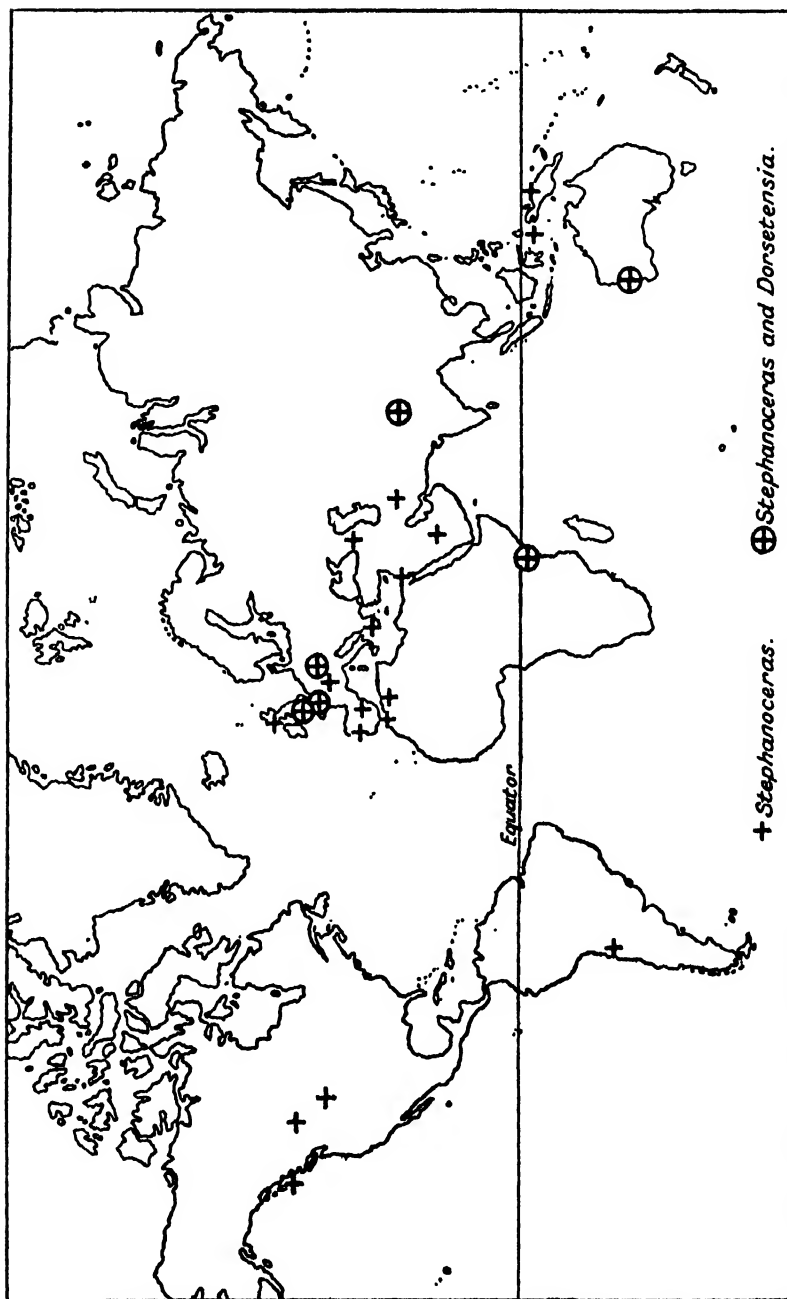 Equator
+ Stephanoceras.
⊕ Stephanoceras and Dorsetensia.